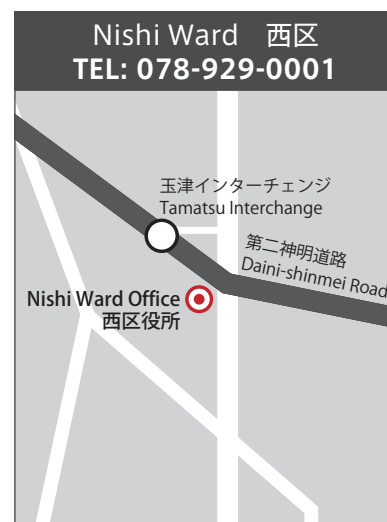 Nishi Ward　西区
TEL: 078-929-0001
玉津インターチェンジ
Tamatsu Interchange
第二神明道路
Daini-shinmei Road
Nishi Ward Office
西区役所